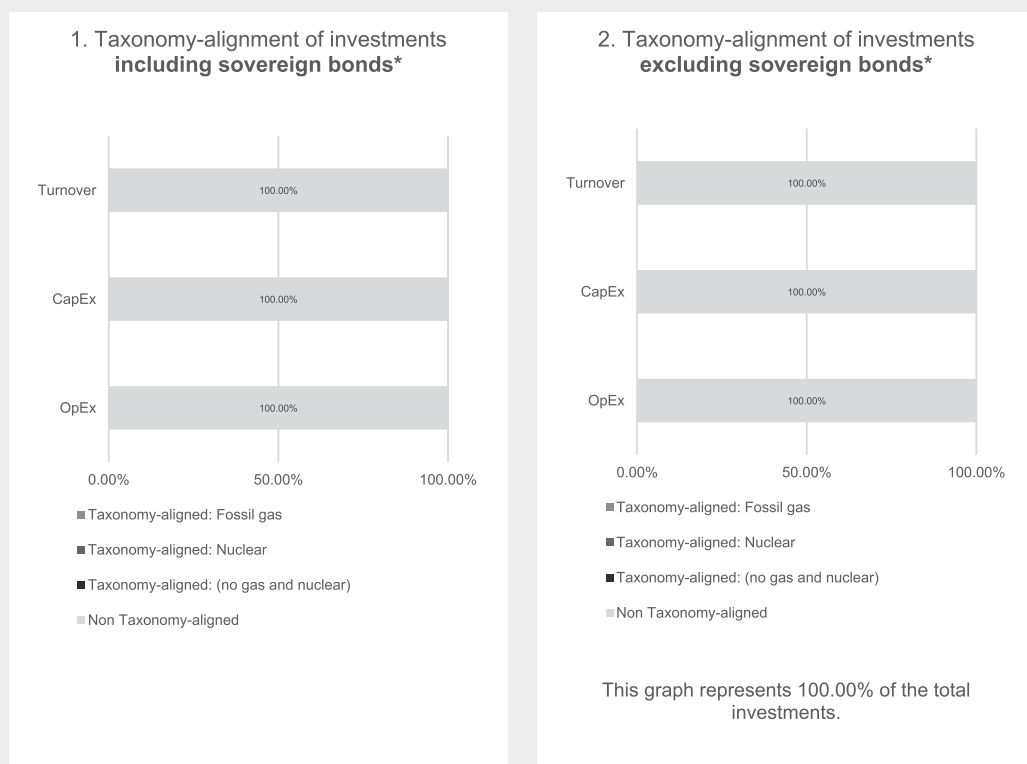 1. Taxonomy-alignment of investments
including sovereign bonds*
Turnover
100.00%
CapEx
100.00%
OpEx
100.00%
0.00%
50.00%
100.00%
Taxonomy-aligned: Fossil gas
Taxonomy-aligned: Nuclear
Taxonomy-aligned: (no gas and nuclear)
Non Taxonomy-aligned
2. Taxonomy-alignment of investments
excluding sovereign bonds*
Turnover
100.00%
CapEx
100.00%
OpEx
100.00%
0.00%
50.00%
100.00%
Taxonomy-aligned: Fossil gas
Taxonomy-aligned: Nuclear
Taxonomy-aligned: (no gas and nuclear)
Non Taxonomy-aligned
This graph represents 100.00% of the total
investments.